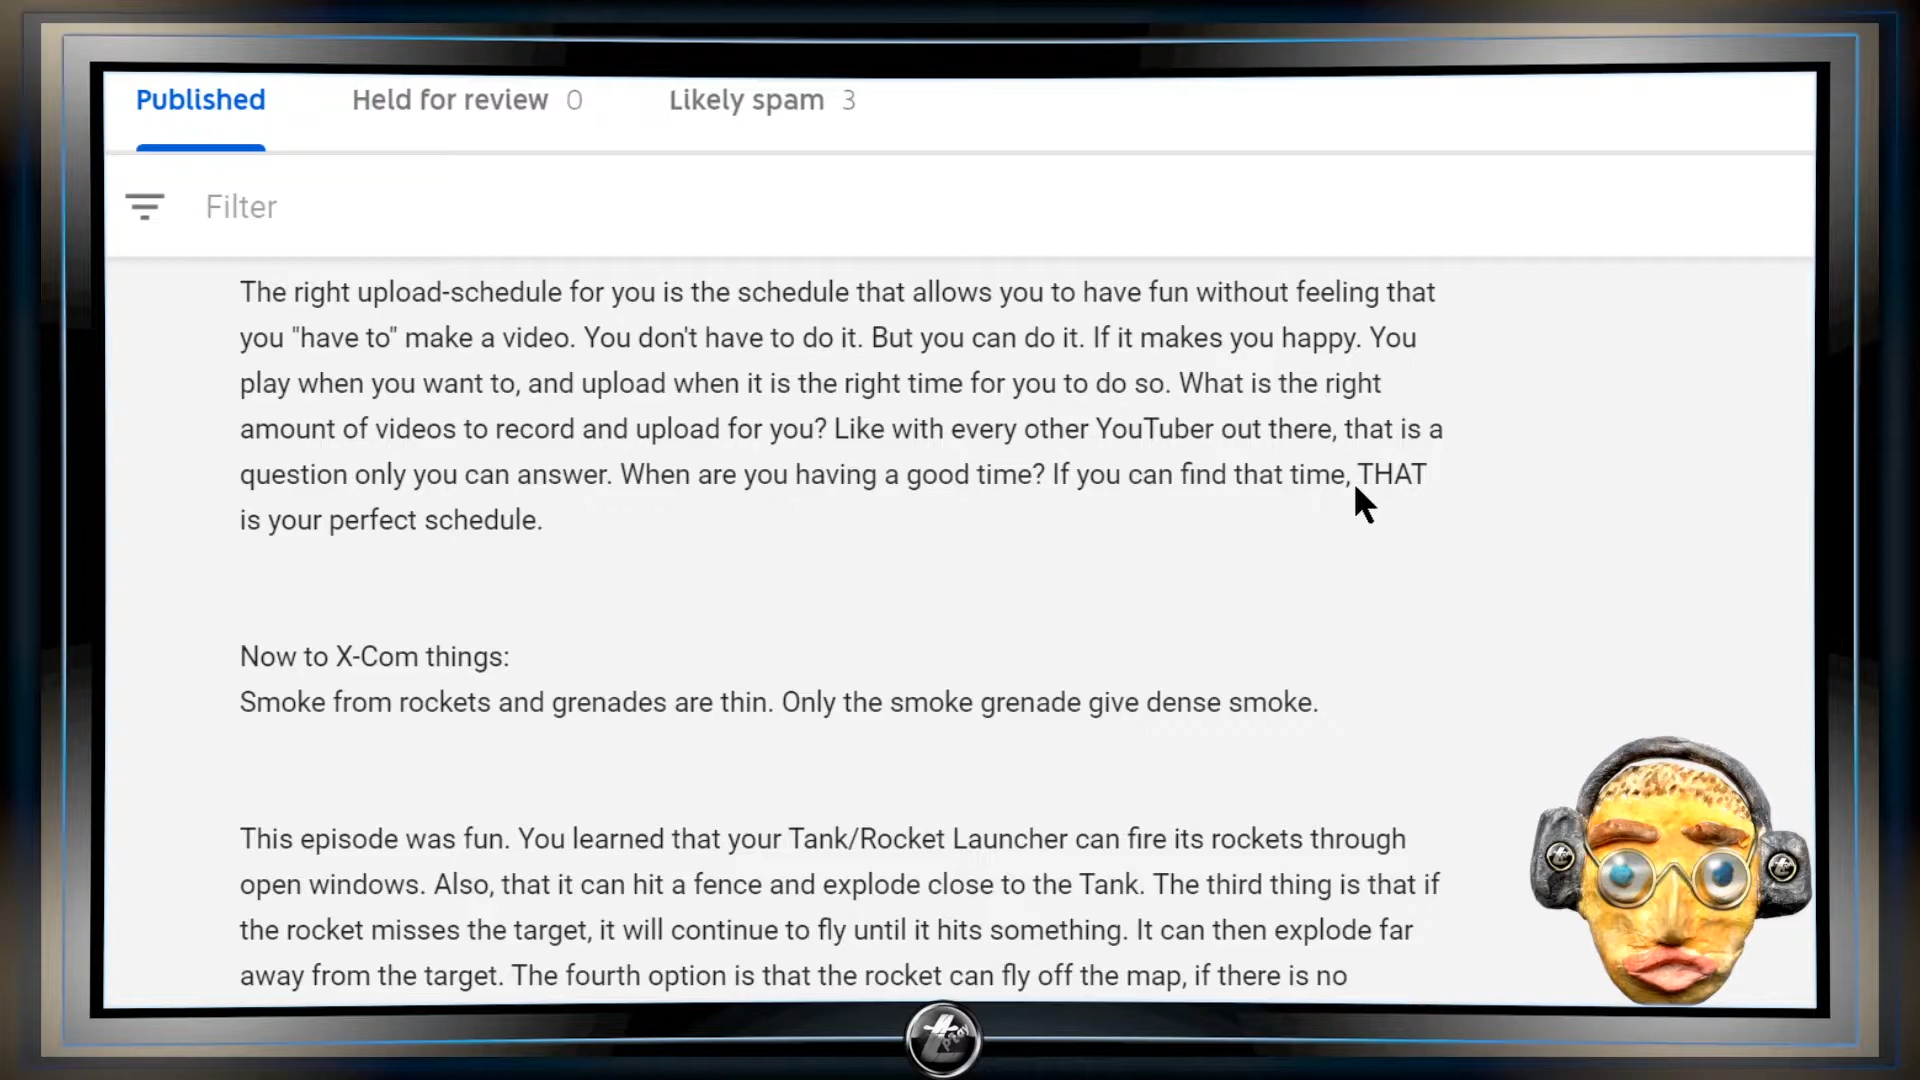 Published Held for review 0 Likely spam 3
Filter
The right upload-schedule for you is the schedule that allows you to have fun without feeling that
you "have to" make a video. You don't have to do it. But you can do it. If it makes you happy. You
play when you want to, and upload when it is the right time for you to do so. What is the right
amount of videos to record and upload for you? Like with every other YouTuber out there, that is a
question only you can answer. When are you having a good time? If you can find that time, THAT
is your perfect schedule.
Now to X-Com things:
Smoke from rockets and grenades are thin. Only the smoke grenade give dense smoke.
This episode was fun. You learned that your Tank/Rocket Launcher can fire its rockets through
open windows. Also, that it can hit a fence and explode close to the Tank. The third thing is that if
the rocket misses the target, it will continue to fly until it hits something. It can then explode far
away from the target. The fourth option is that the rocket can fly off the map, if there is no